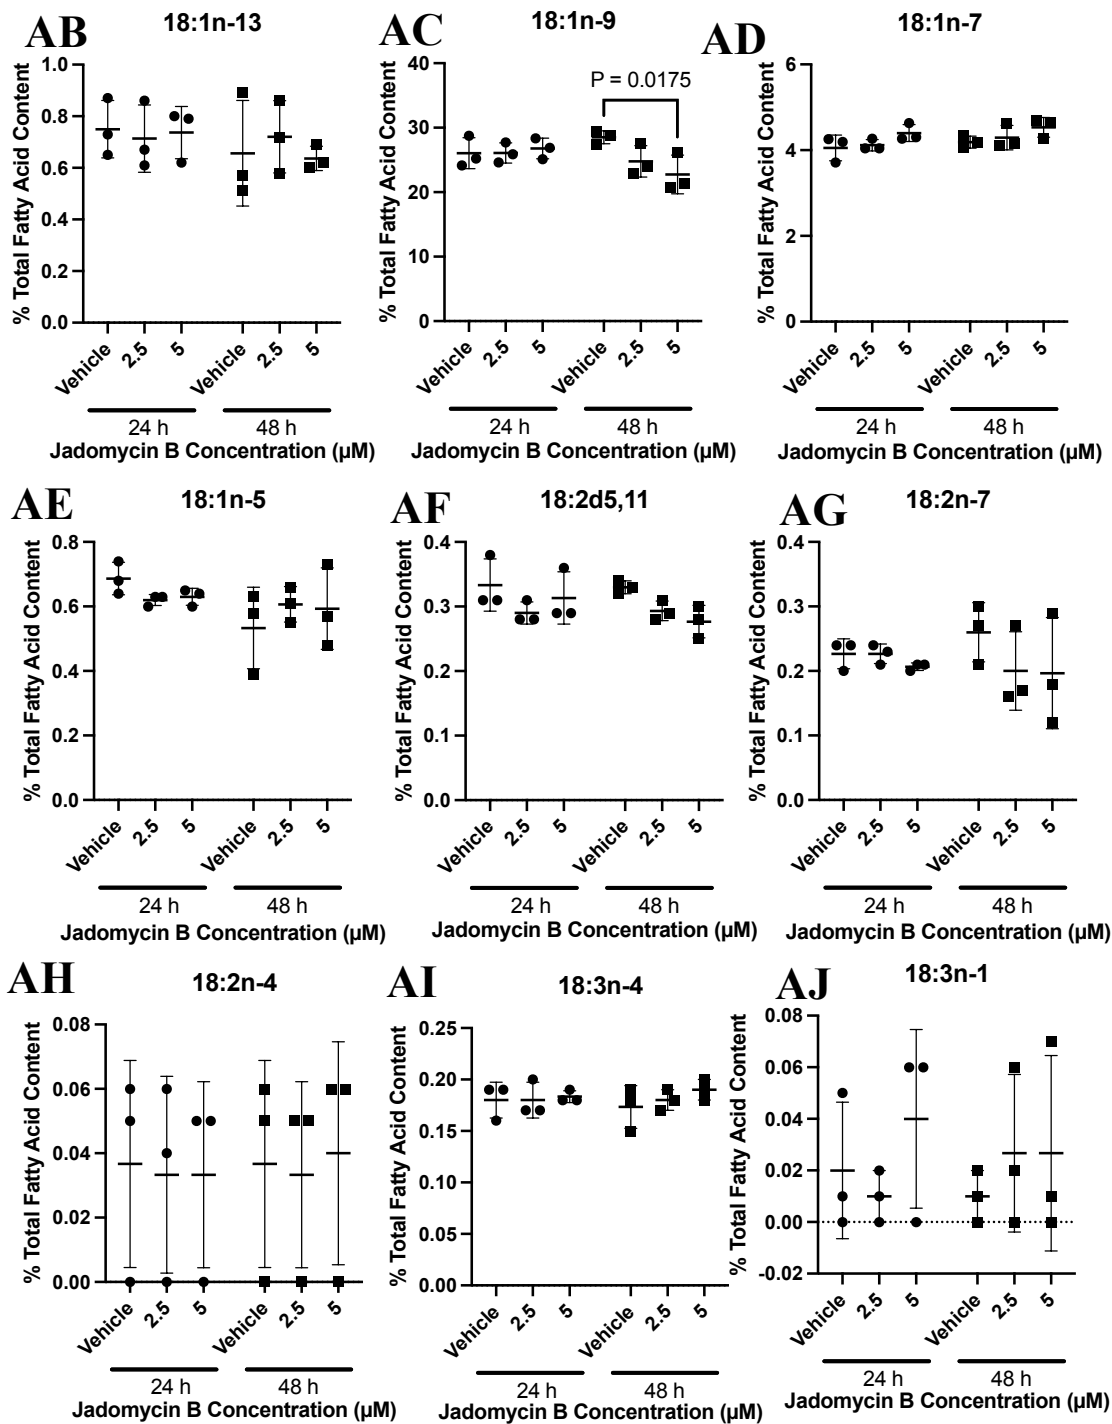 AB
18:1n-13
% Total Fatty Acid Content
1.0
0.8
0.6
0.4
0.2
0.0
Vehicle
2.5
5
Vehicle
2.5
5
24 h
48 h
Jadomycin B Concentration (µM)
AC
18:1n-9
% Total Fatty Acid Content
40
30
20
10
0
P = 0.0175
Vehicle
2.5
5
Vehicle
2.5
5
24 h
48 h
Jadomycin B Concentration (µM)
AD
18:1n-7
% Total Fatty Acid Content
6
4
2
0
Vehicle
2.5
5
Vehicle
2.5
5
24 h
48 h
Jadomycin B Concentration (µM)
AE
18:1n-5
% Total Fatty Acid Content
0.8
0.6
0.4
0.2
0.0
Vehicle
2.5
5
Vehicle
2.5
5
24 h
48 h
Jadomycin B Concentration (µM)
AF
18:2d5,11
% Total Fatty Acid Content
0.4
0.3
0.2
0.1
0.0
Vehicle
2.5
5
Vehicle
2.5
5
24 h
48 h
Jadomycin B Concentration (µM)
AG
18:2n-7
% Total Fatty Acid Content
0.4
0.3
0.2
0.1
0.0
Vehicle
2.5
5
Vehicle
2.5
5
24 h
48 h
Jadomycin B Concentration (µM)
AH
18:2n-4
% Total Fatty Acid Content
0.08
0.06
0.04
0.02
0.00
Vehicle
2.5
5
Vehicle
2.5
5
24 h
48 h
Jadomycin B Concentration (µM)
AI
18:3n-4
% Total Fatty Acid Content
0.25
0.20
0.15
0.10
0.05
0.00
Vehicle
2.5
5
Vehicle
2.5
5
24 h
48 h
Jadomycin B Concentration (µM)
AJ
18:3n-1
% Total Fatty Acid Content
0.08
0.06
0.04
0.02
0.00
-0.02
Vehicle
2.5
5
Vehicle
2.5
5
24 h
48 h
Jadomycin B Concentration (µM)